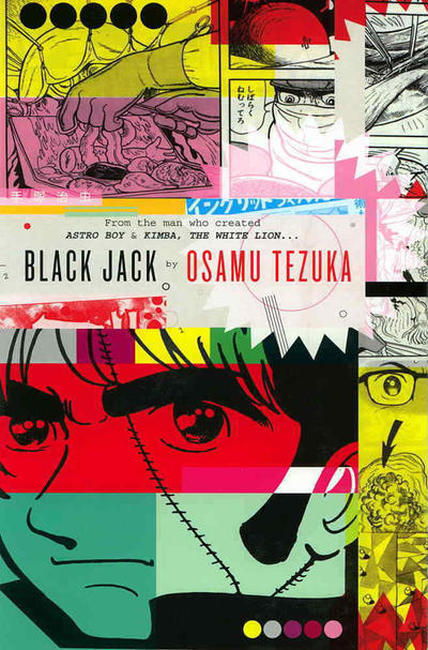 しばらく
ねむってろ
手塚治虫
From the man who created
ASTRO BOY & KIMBA, THE WHITE LION...
BLACK JACK by OSAMU TEZUKA